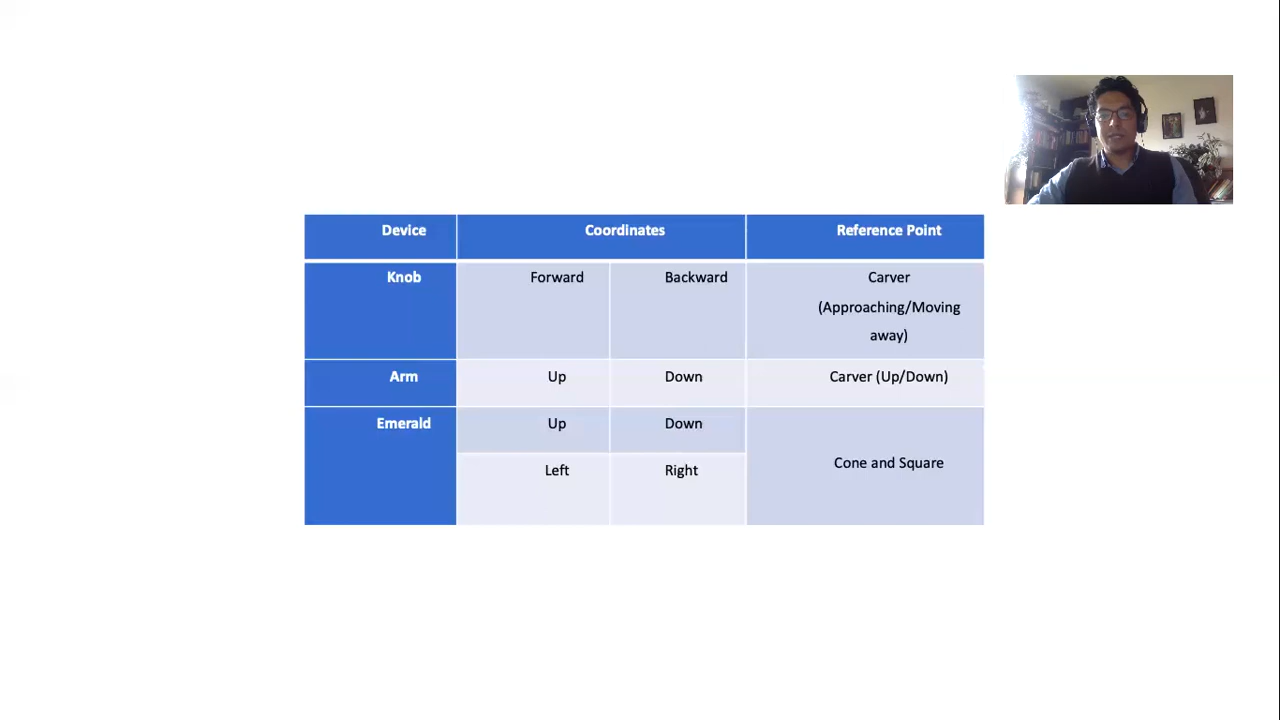 Device Coordinates Reference Point
Knob Forward Backward Carver
(Approaching/Moving
away)
Arm Up Down Carver (Up/Down)
Emerald Up Down
Cone and Square
Left Right